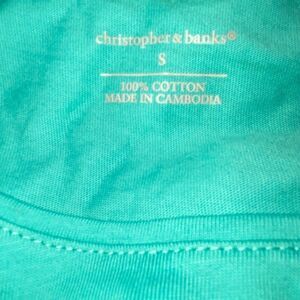 christopher & banks®
S
100% COTTON
MADE IN CAMBODIA